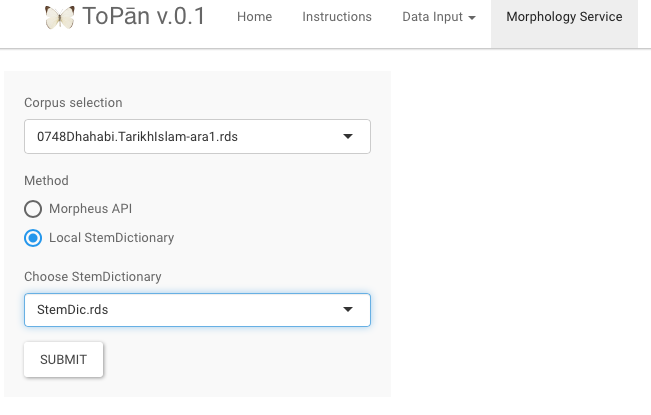 ToPān v.0.1 Home Instructions Data Input Morphology Service
Corpus selection
0748Dhahabi.TarikhIslam-ara1.rds
Method
Morpheus API
Local StemDictionary
Choose StemDictionary
StemDic.rds
SUBMIT